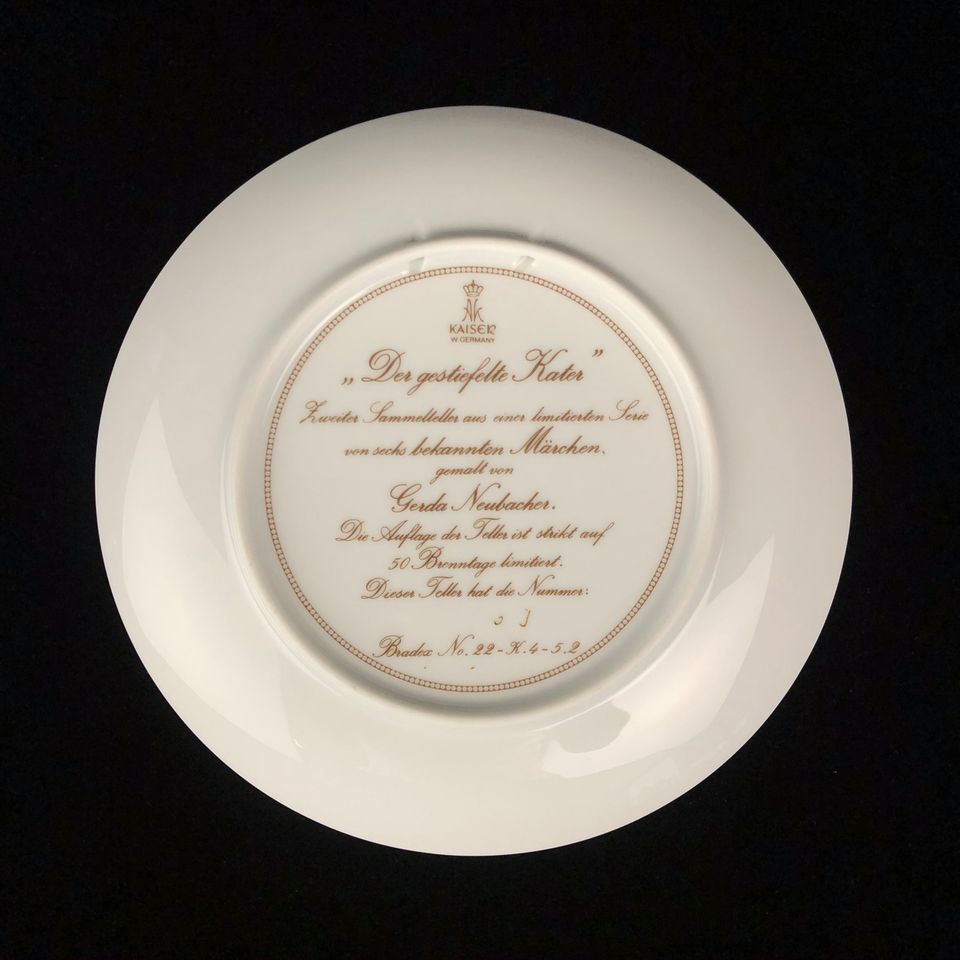 KAISER
W. GERMANY
„Der gestiefelte Kater”
Zweiter Sammelteller aus einer limitierten Serie
von sechs bekannten Märchen,
gemalt von
Gerda Neubacher.
Die Auflage der Teller ist strikt auf
50 Brenntage limitiert.
Dieser Teller hat die Nummer:
Bradex No. 22-K.4-5.2